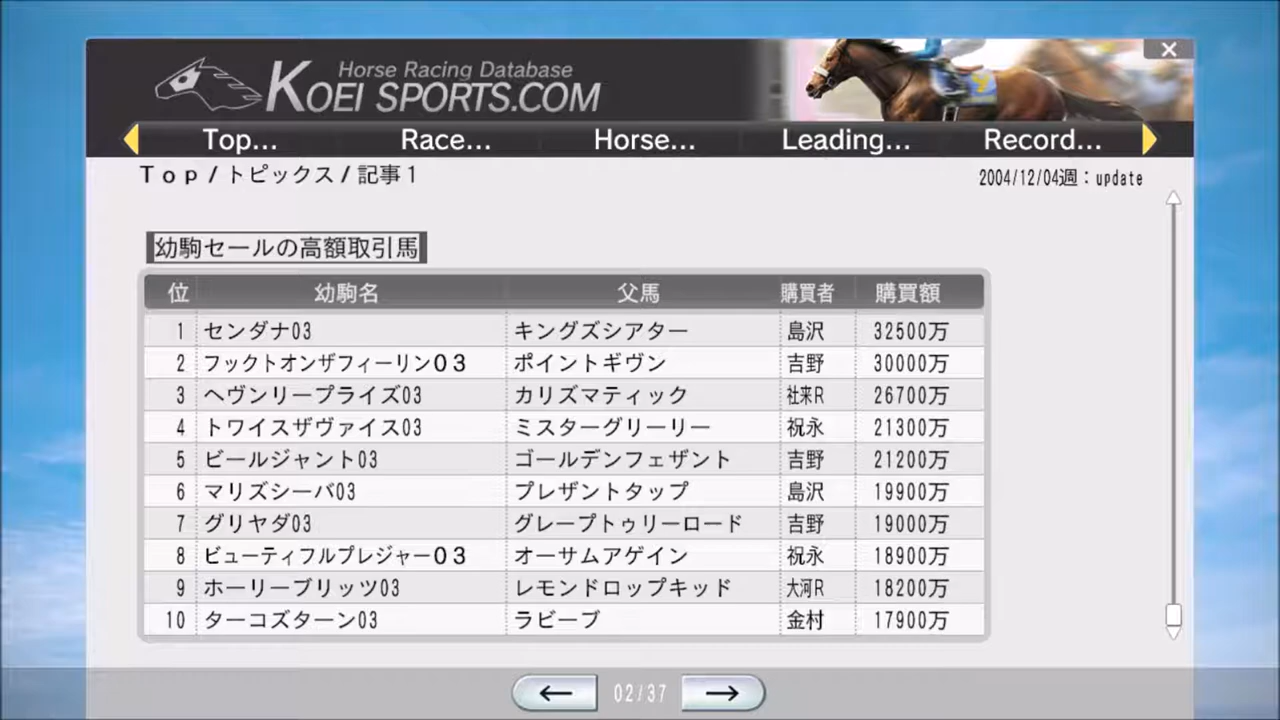 Horse Racing Database
KOEI SPORTS.COM
Top... Race... Horse... Leading... Record...
Top/トピックス/記事1 2004/12/04週：update
幼駒セールの高額取引馬
位 幼駒名 父馬 購買者 購買額
1 センダナ03 キングズシアター 島沢 32500万
2 フックトオンザフィーリン03 ポイントギヴン 吉野 30000万
3 ヘヴンリープライズ03 カリズマティック 社来R 26700万
4 トワイスザヴァイス03 ミスターグリーリー 祝永 21300万
5 ビールジャント03 ゴールデンフェザント 吉野 21200万
6 マリズシーバ03 プレザントタップ 島沢 19900万
7 グリヤダ03 グレープトゥリーロード 吉野 19000万
8 ビューティフルプレジャー03 オーサムアゲイン 祝永 18900万
9 ホーリーブリッツ03 レモンドロップキッド 大河R 18200万
10 ターコズターン03 ラビーブ 金村 17900万
02/37